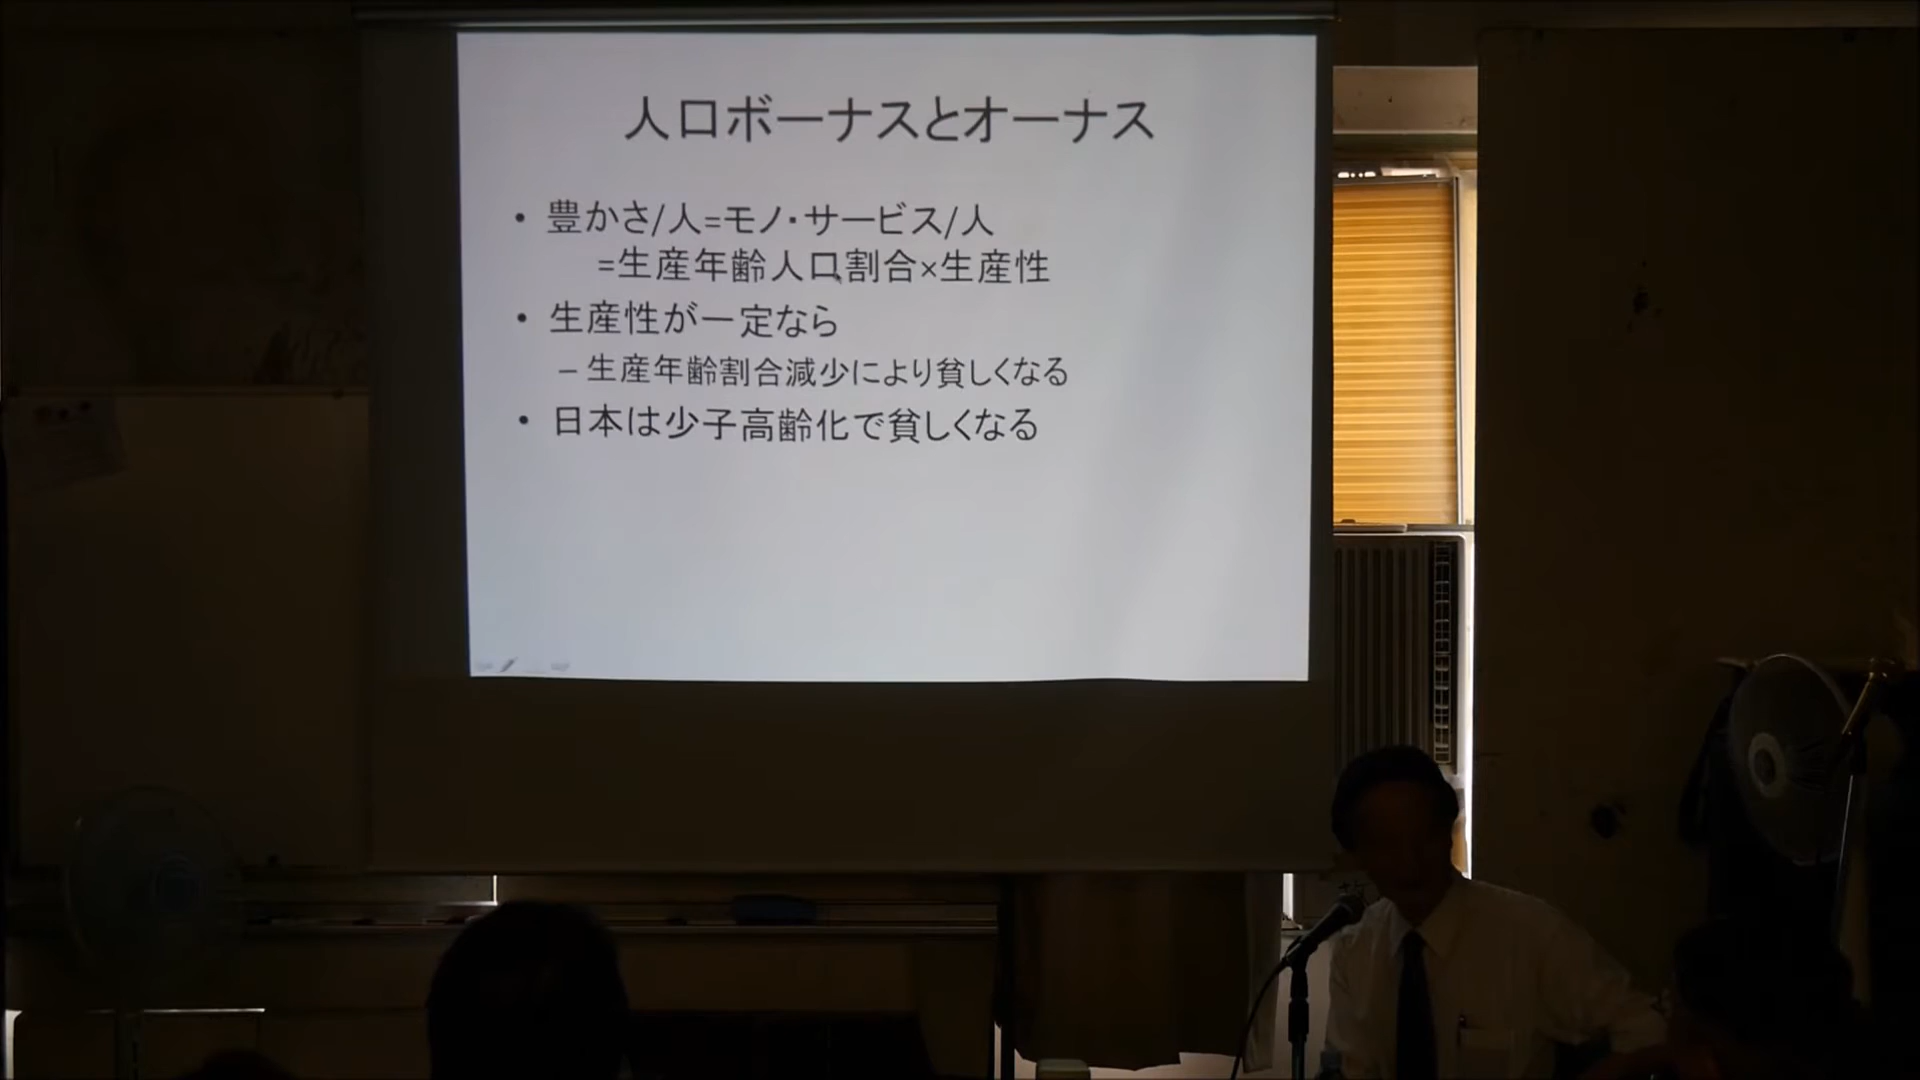 人口ボーナスとオーナス
• 豊かさ/人=モノ・サービス/人
=生産年齢人口割合×生産性
• 生産性が一定なら
– 生産年齢割合減少により貧しくなる
• 日本は少子高齢化で貧しくなる